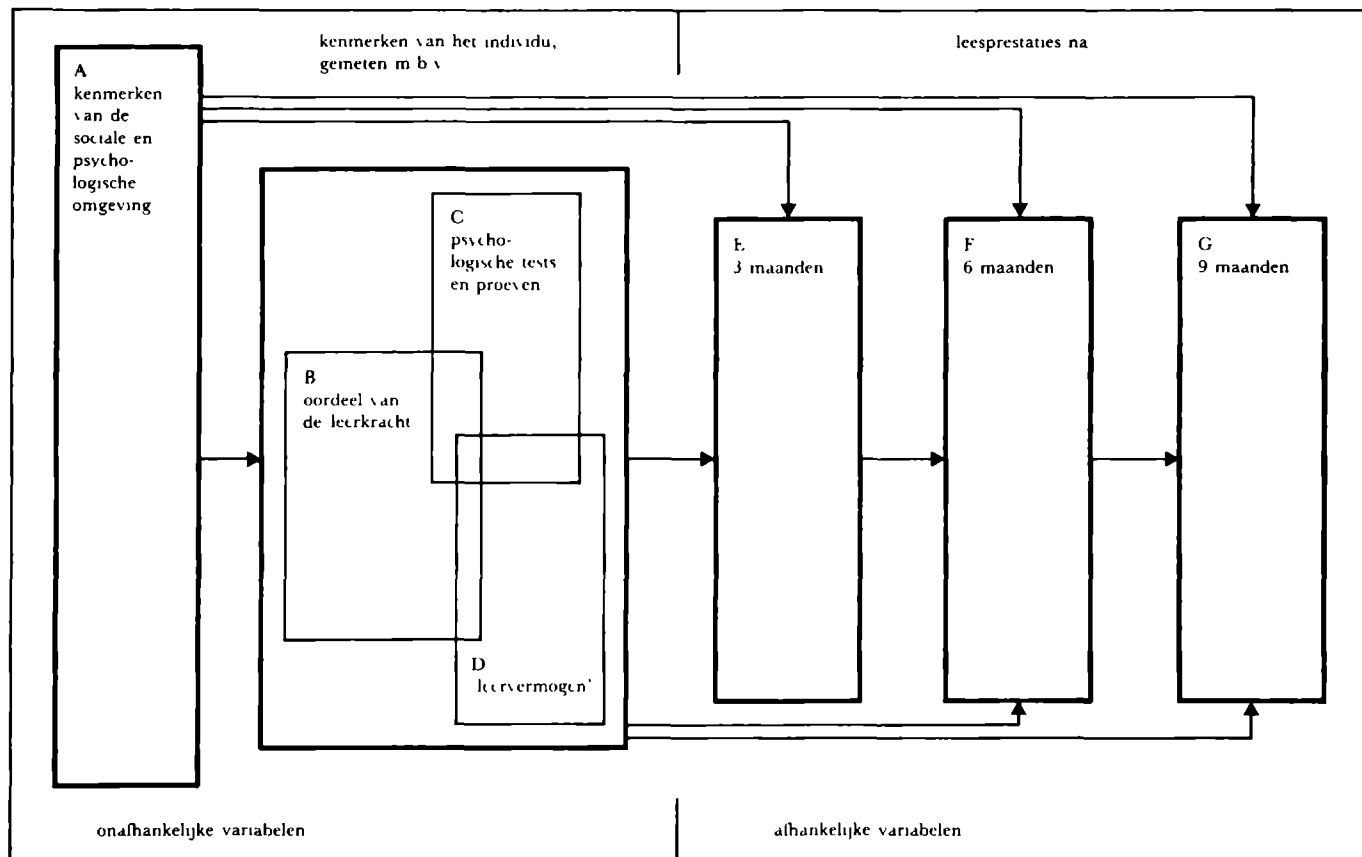 kenmerken van het individu,
gemeten m b v
leesprestaties na
A
kenmerken
van de
sociale en
psycho-
logische
omgeving
C
psycho-
logische tests
en proeven
B
oordeel van
de leerkracht
D
leervermogen'
E
3 maanden
F
6 maanden
G
9 maanden
onafhankelijke variabelen
afhankelijke variabelen